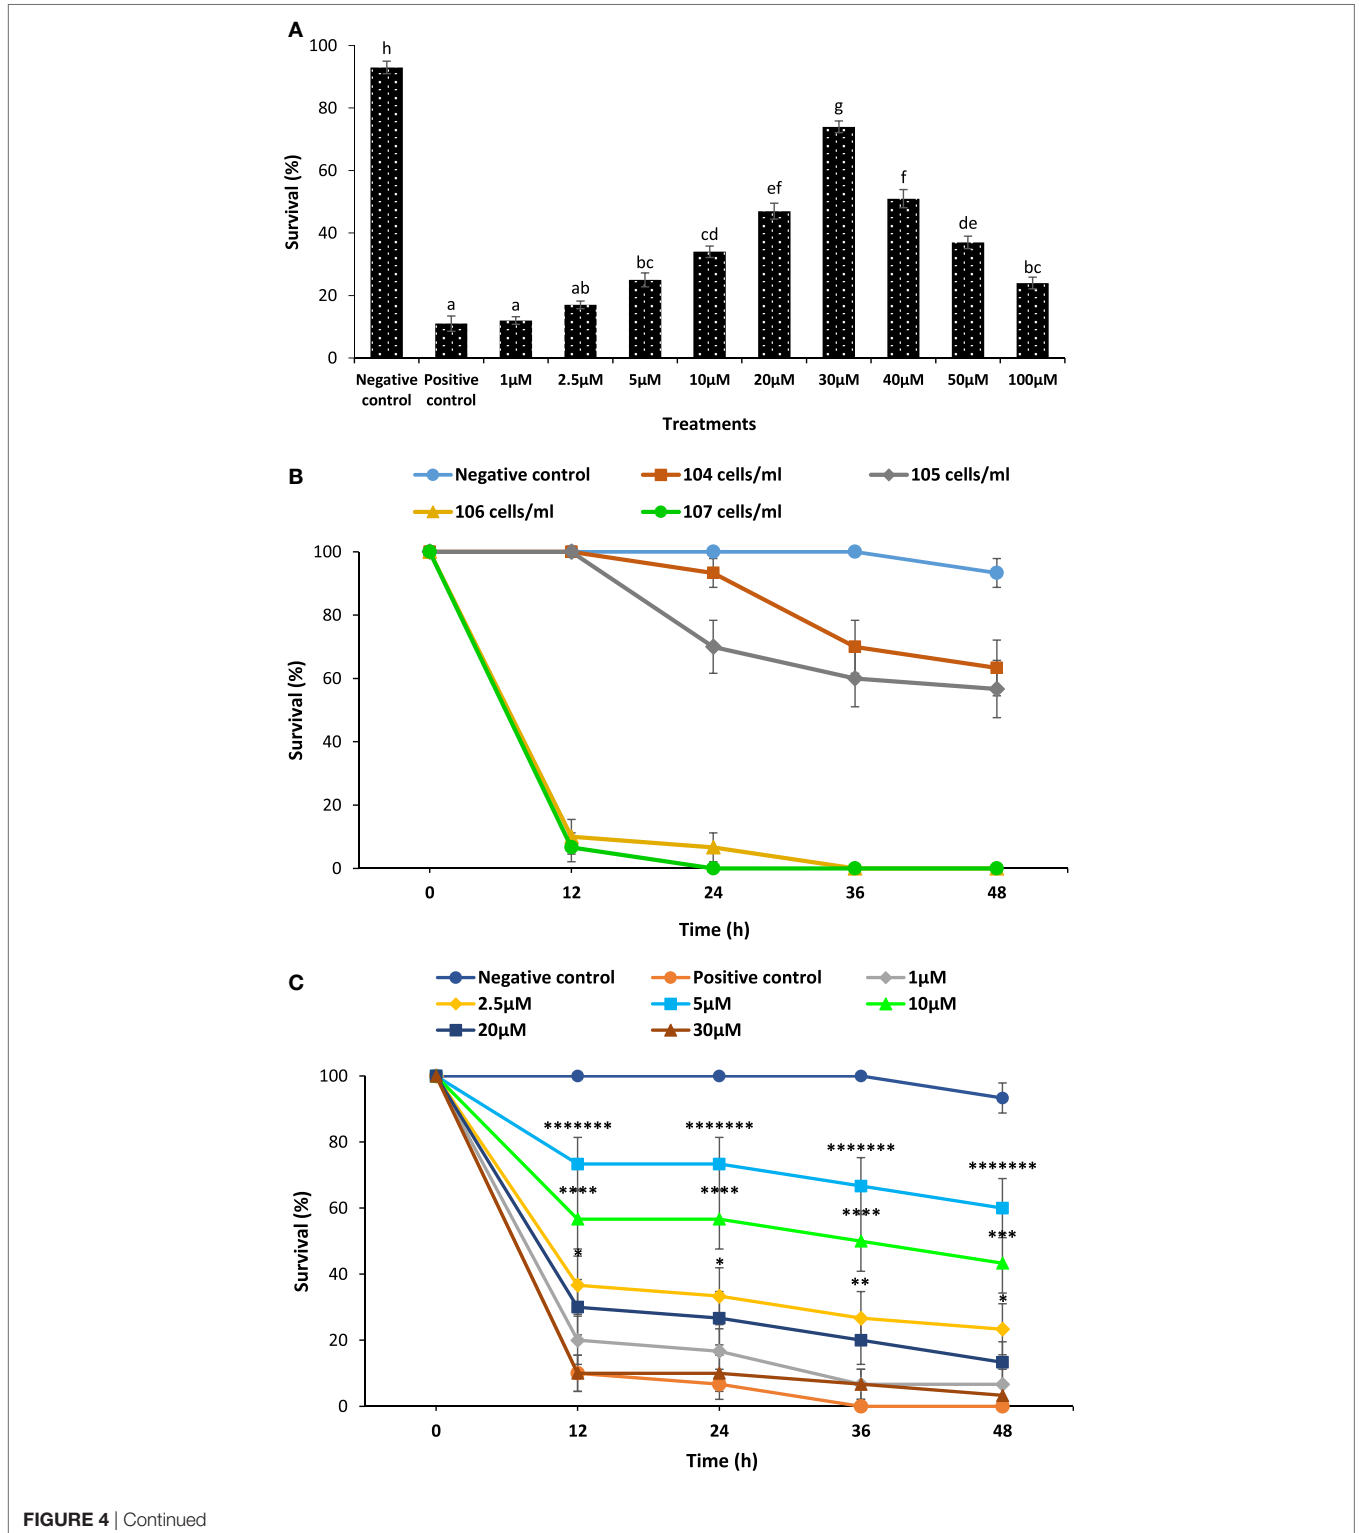 A
100
80
60
40
20
0
Survival (%)
h
a
a
ab
bc
cd
ef
g
f
de
bc
Negative control
Positive control
1µM
2.5µM
5µM
10µM
20µM
30µM
40µM
50µM
100µM
Treatments
B
Negative control
104 cells/ml
105 cells/ml
106 cells/ml
107 cells/ml
100
80
60
40
20
0
Survival (%)
0
12
24
36
48
Time (h)
C
Negative control
Positive control
1µM
2.5µM
5µM
10µM
20µM
30µM
100
80
60
40
20
0
Survival (%)
*******
*******
*******
*******
****
****
****
***
*
*
**
*
0
12
24
36
48
Time (h)
FIGURE 4 | Continued